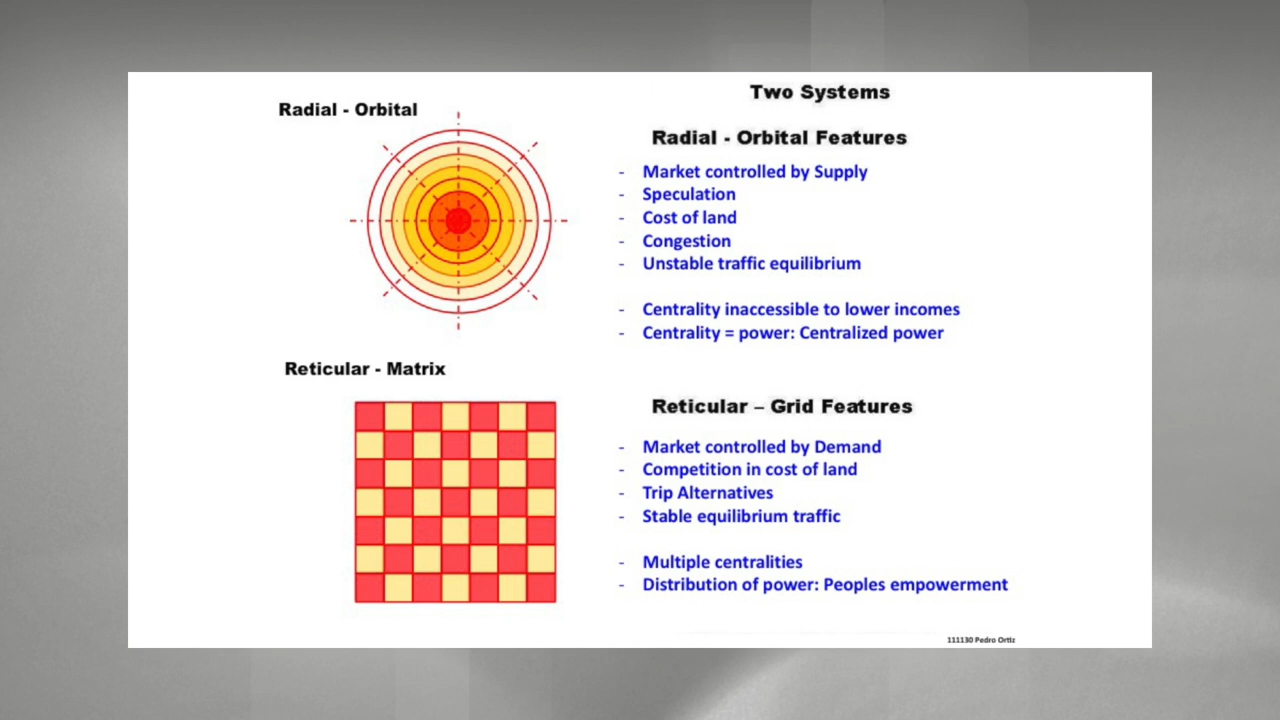 Two Systems
Radial - Orbital
Radial - Orbital Features
- Market controlled by Supply
- Speculation
- Cost of land
- Congestion
- Unstable traffic equilibrium
- Centrality inaccessible to lower incomes
- Centrality = power: Centralized power
Reticular - Matrix
Reticular – Grid Features
- Market controlled by Demand
- Competition in cost of land
- Trip Alternatives
- Stable equilibrium traffic
- Multiple centralities
- Distribution of power: Peoples empowerment
111130 Pedro Ortiz